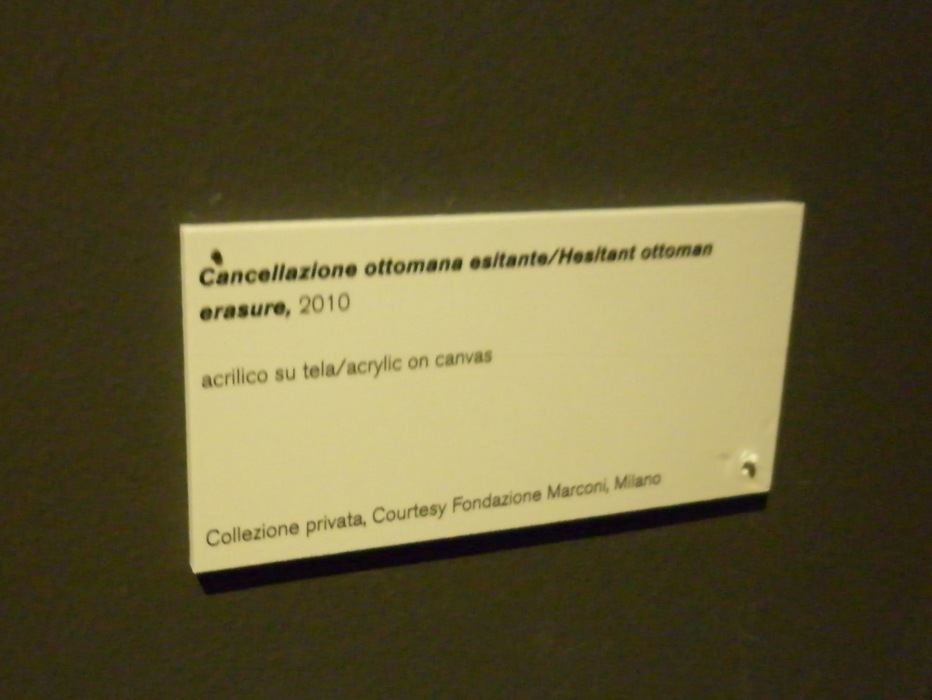 Cancellazione ottomana esitante/Hesitant ottoman
erasure, 2010
acrilico su tela/acrylic on canvas
Collezione privata, Courtesy Fondazione Marconi, Milano